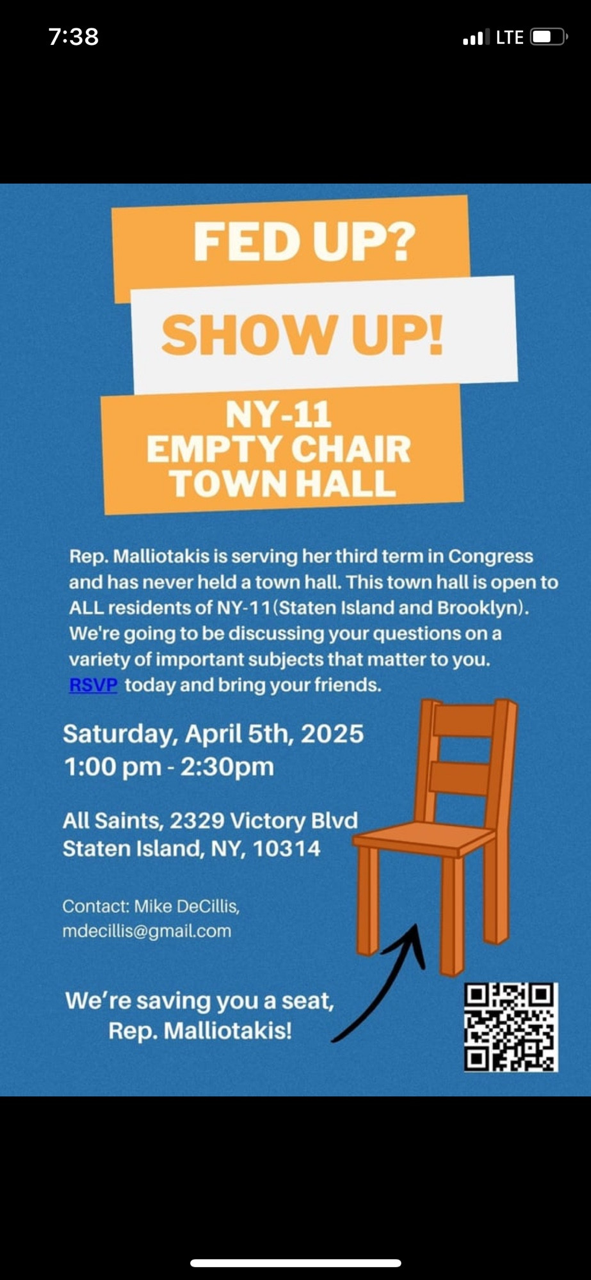 7:38
LTE
FED UP?
SHOW UP!
NY-11
EMPTY CHAIR
TOWN HALL
Rep. Malliotakis is serving her third term in Congress
and has never held a town hall. This town hall is open to
ALL residents of NY-11(Staten Island and Brooklyn).
We're going to be discussing your questions on a
variety of important subjects that matter to you.
RSVP today and bring your friends.
Saturday, April 5th, 2025
1:00 pm - 2:30pm
All Saints, 2329 Victory Blvd
Staten Island, NY, 10314
Contact: Mike DeCillis,
mdecillis@gmail.com
We’re saving you a seat,
Rep. Malliotakis!